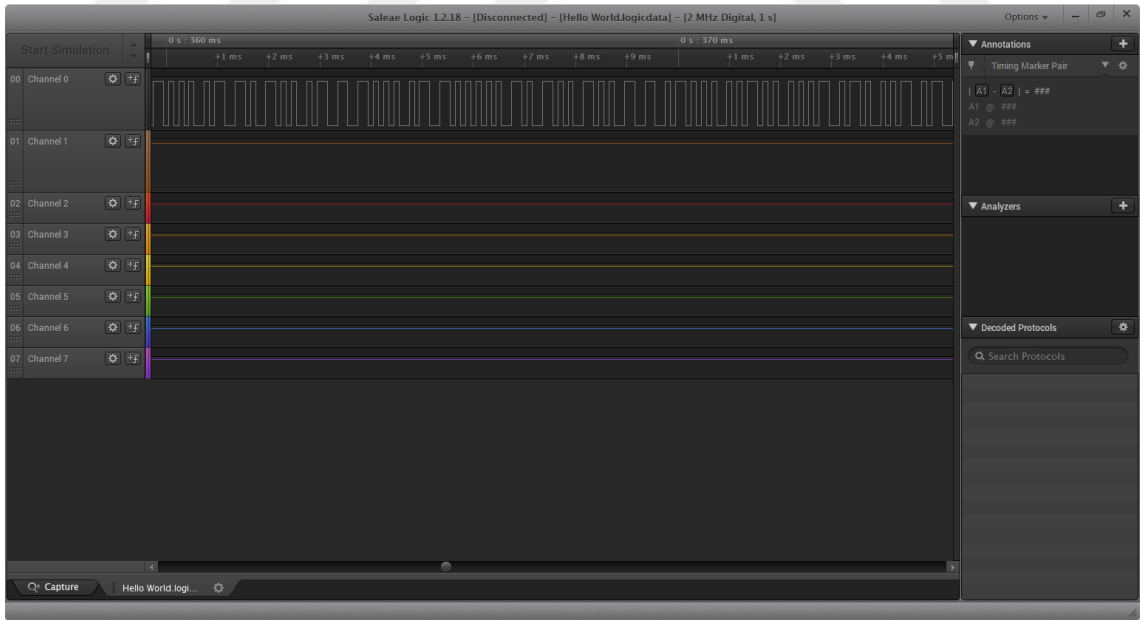 Saleae Logic 1.2.18 – [Disconnected] – [Hello World.logicdata] – [2 MHz Digital, 1 s]
Options
Start Simulation
0 s : 360 ms
0 s : 370 ms
+1 ms
+2 ms
+3 ms
+4 ms
+5 ms
+6 ms
+7 ms
+8 ms
+9 ms
+1 ms
+2 ms
+3 ms
+4 ms
+5 m
00 Channel 0
01 Channel 1
02 Channel 2
03 Channel 3
04 Channel 4
05 Channel 5
06 Channel 6
07 Channel 7
Annotations
Timing Marker Pair
| A1 - A2 | = ###
A1 @ ###
A2 @ ###
Analyzers
Decoded Protocols
Search Protocols
Capture
Hello World.logi...